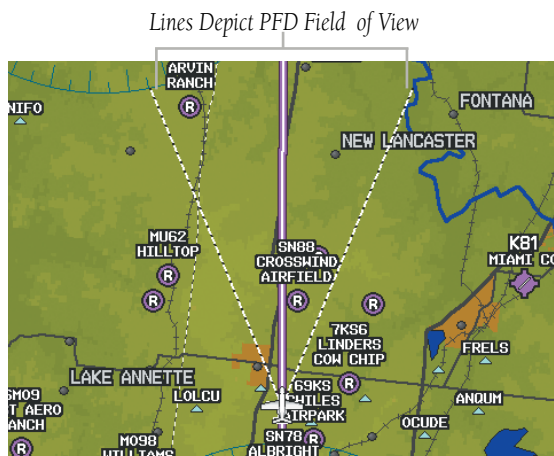 Lines Depict PFD Field of View
ARVIN
RANCH
R
NIFO
FONTANA
NEW LANCASTER
MU62
HILLTOP
R
R
SN88
CROSSWIND
AIRFIELD
R
K81
MIAMI CO
R
7KS6
LINDERS
COW CHIP
FRELS
LAKE ANNETTE
LOLCU
R
69KS
CHILES
AIRPARK
ANQUM
SM09
T AERO
ANCH
R
OCUDE
M098
WILLIAMS
SN78
ALBRIGHT
R